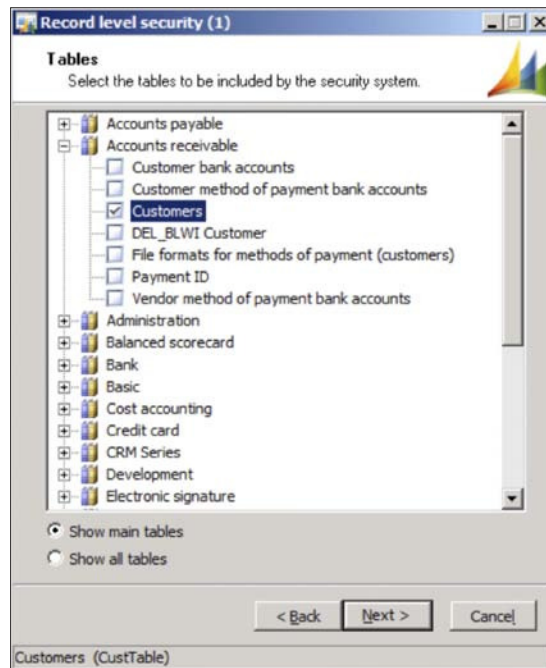 Record level security (1)
Tables
Select the tables to be included by the security system.
Accounts payable
Accounts receivable
Customer bank accounts
Customer method of payment bank accounts
Customers
DEL_BLWI Customer
File formats for methods of payment (customers)
Payment ID
Vendor method of payment bank accounts
Administration
Balanced scorecard
Bank
Basic
Cost accounting
Credit card
CRM Series
Development
Electronic signature
Show main tables
Show all tables
< Back Next > Cancel
Customers (CustTable)